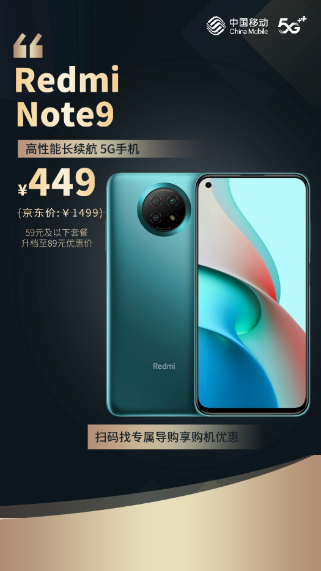 中国移动
China Mobile
5G++
Redmi
Note9
高性能长续航 5G手机
¥449
(京东价:¥1499)
59元及以下套餐
升档至89元优惠价
Redmi
扫码找专属导购享购机优惠